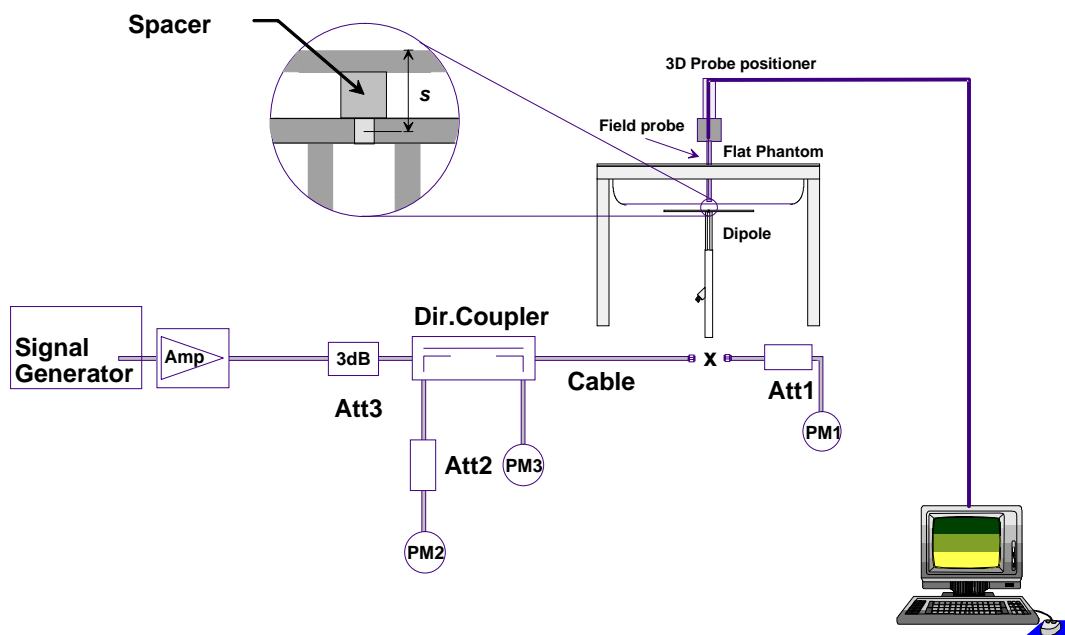 Spacer
s
3D Probe positioner
Field probe
Flat Phantom
Dipole
Dir.Coupler
Signal
Generator
Amp
3dB
Cable
x
Att1
Att3
PM1
Att2
PM3
PM2